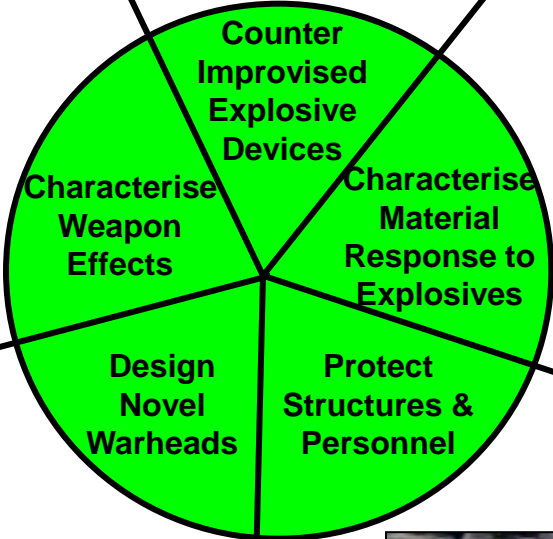 Counter
Improvised
Explosive
Devices
Characterise
Weapon
Effects
Characterise
Material
Response to
Explosives
Design
Novel
Warheads
Protect
Structures &
Personnel